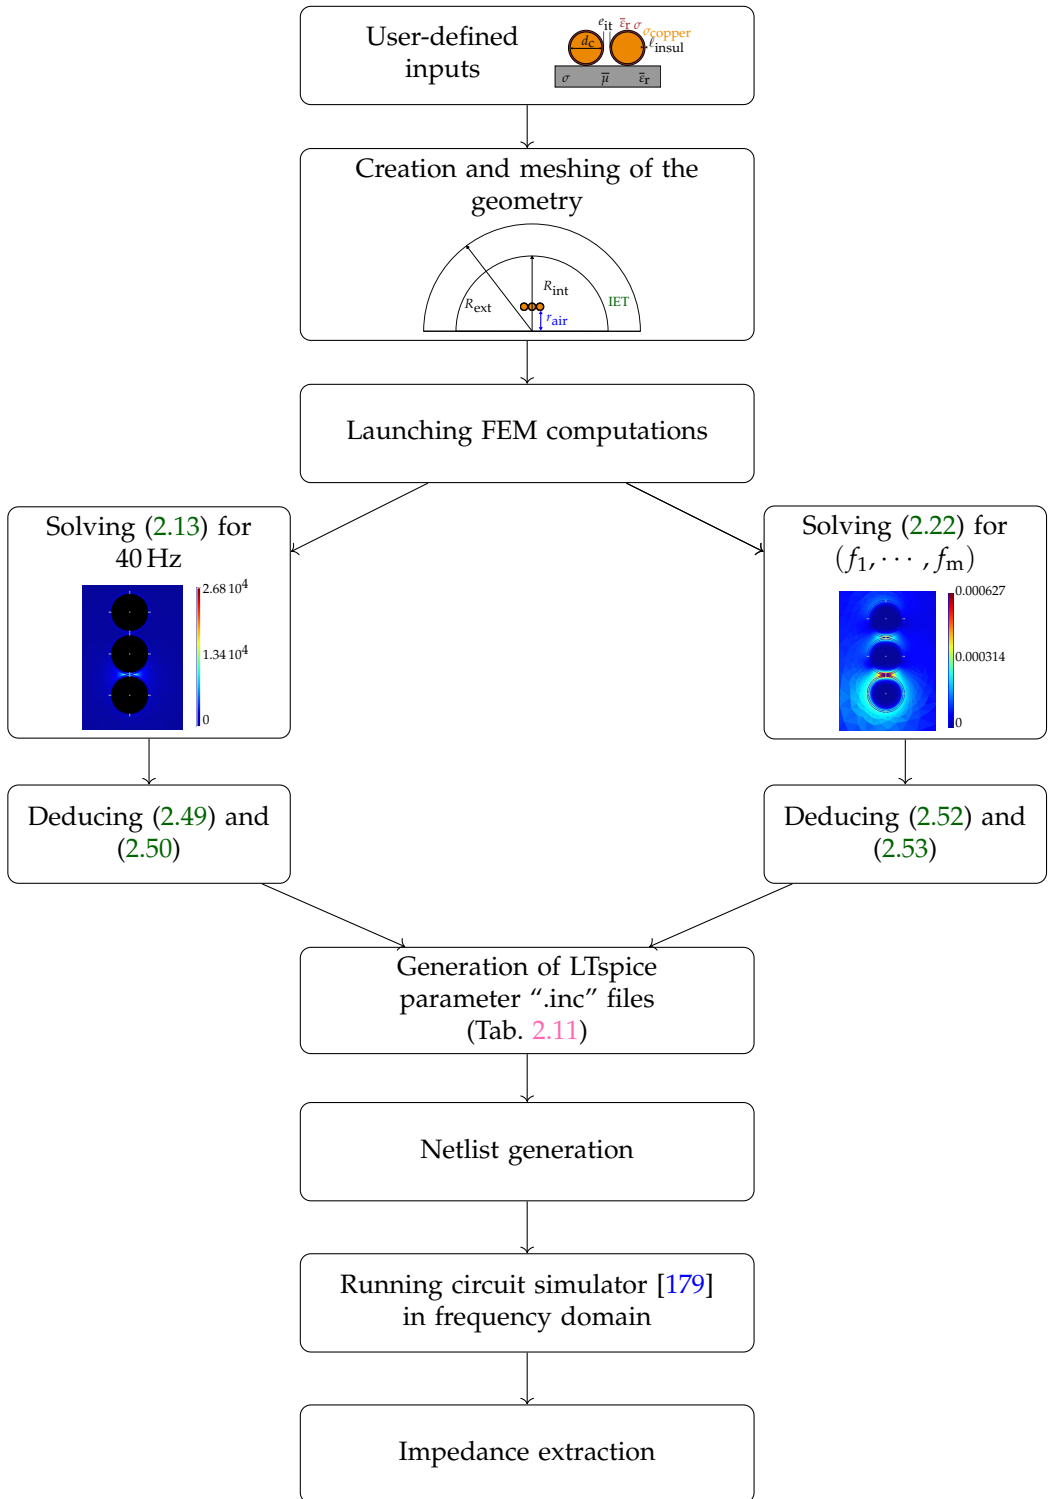 User-defined
inputs
e_it
ε̅_r σ
σ_copper
d_c
ℓ_insul
σ μ̅ ε̅_r
Creation and meshing of the
geometry
R_int
R_ext
IET
r_air
Launching FEM computations
Solving (2.13) for
40 Hz
2.68 10^4
1.34 10^4
0
Solving (2.22) for
(f_1, ⋯ , f_m)
0.000627
0.000314
0
Deducing (2.49) and
(2.50)
Deducing (2.52) and
(2.53)
Generation of LTspice
parameter “.inc” files
(Tab. 2.11)
Netlist generation
Running circuit simulator [179]
in frequency domain
Impedance extraction